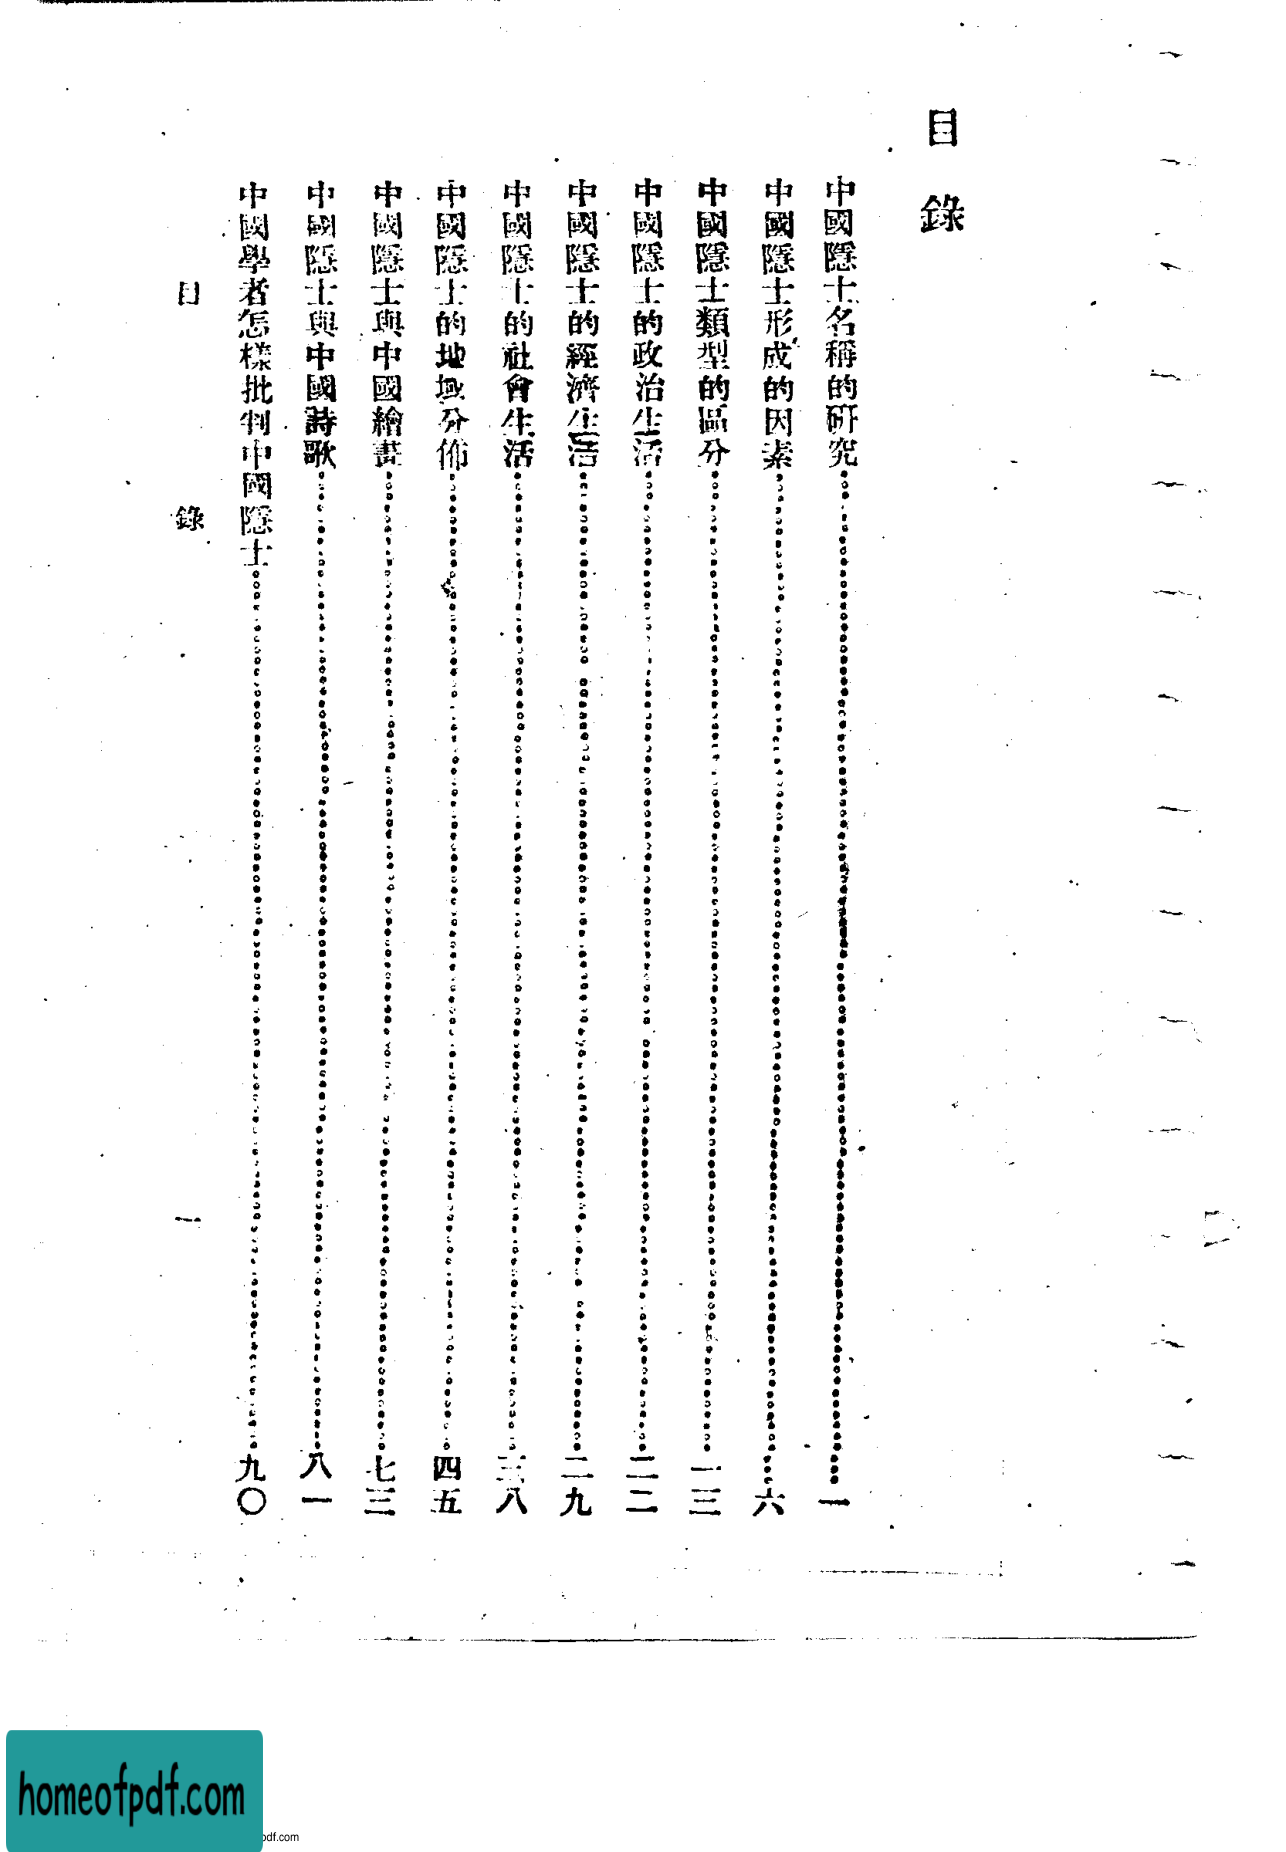 目錄
中國隱士名稱的硏究……一
中國隱士形成的因素……六
中國隱士類型的區分……一三
中國隱士的政治生活……二二
中國隱士的經濟生活……二九
中國隱士的社會生活……三八
中國隱士的地域分佈……四五
中國隱士與中國繪畫……七三
中國隱士與中國詩歌……八一
中國學者怎樣批判中國隱士……九〇
目錄 一
homeofpdf.com
pdf.com